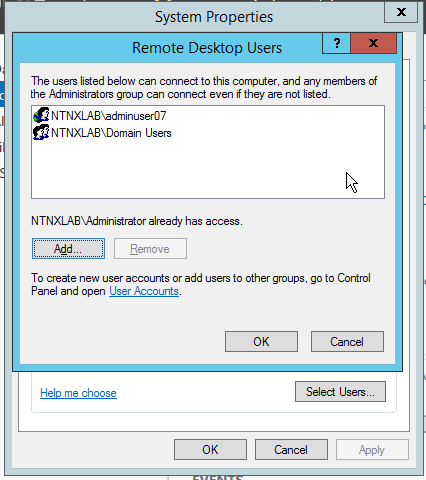 System Properties
Remote Desktop Users
The users listed below can connect to this computer, and any members of
the Administrators group can connect even if they are not listed.
NTNXLAB\adminuser07
NTNXLAB\Domain Users
NTNXLAB\Administrator already has access.
Add... Remove
To create new user accounts or add users to other groups, go to Control
Panel and open User Accounts.
OK Cancel
Help me choose Select Users...
OK Cancel Apply
EVENTS